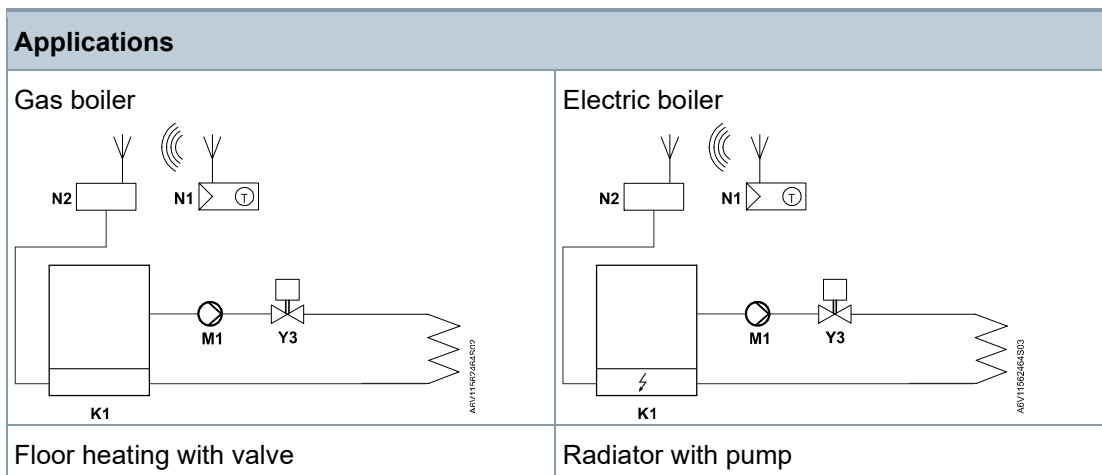 Applications
Gas boiler
N2
N1
T
M1
Y3
K1
A6V11562464S02
Electric boiler
N2
N1
T
M1
Y3
K1
A6V11562464S03
Floor heating with valve
Radiator with pump